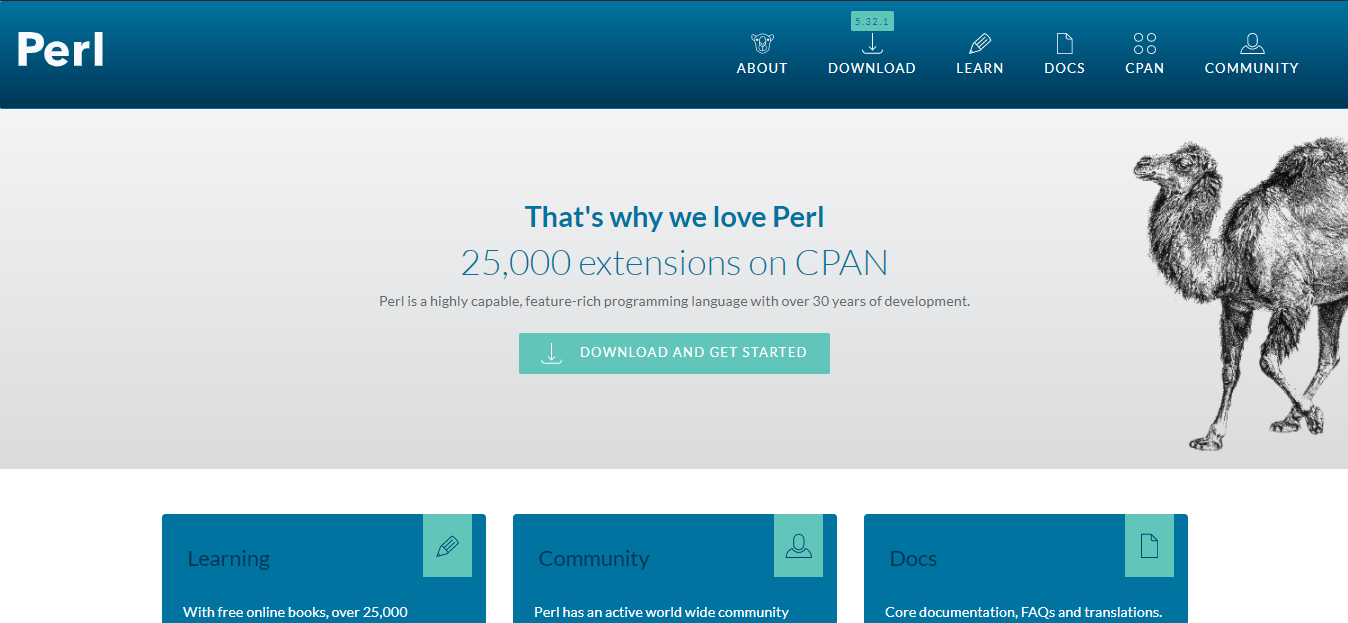 Perl
5.32.1
ABOUT
DOWNLOAD
LEARN
DOCS
CPAN
COMMUNITY
That's why we love Perl
25,000 extensions on CPAN
Perl is a highly capable, feature-rich programming language with over 30 years of development.
DOWNLOAD AND GET STARTED
Learning
With free online books, over 25,000
Community
Perl has an active world wide community
Docs
Core documentation, FAQs and translations.